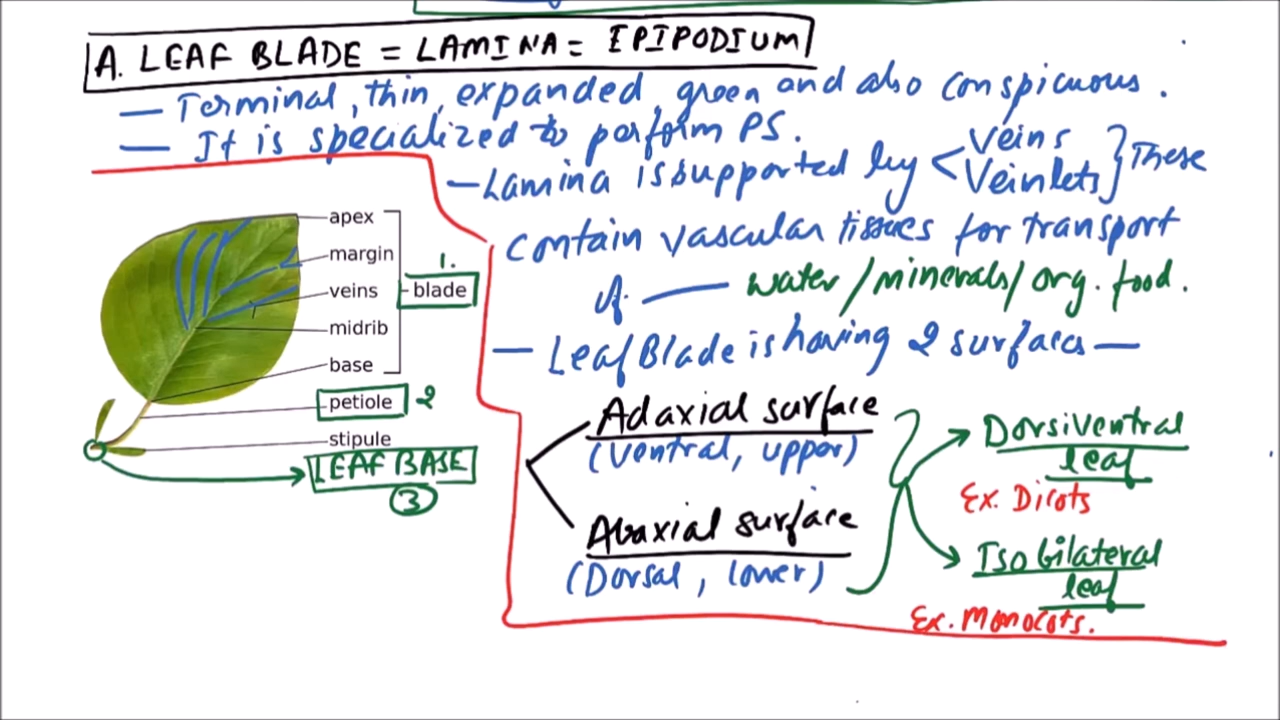 A. LEAF BLADE = LAMINA = EPIPODIUM
— Terminal, thin, expanded, green and also conspicuous.
— It is specialized to perform PS.
— Lamina is supported by < Veins
Veinlets } These
contain vascular tissues for transport
of — water/minerals/org. food.
— Leaf Blade is having 2 surfaces —
Adaxial surface
(Ventral, upper)
Abaxial surface
(Dorsal, lower)
Dorsiventral
leaf
Ex. Dicots
Isobilateral
leaf
Ex. Monocots.
apex
margin
1.
veins
blade
midrib
base
petiole 2
stipule
LEAF BASE
3